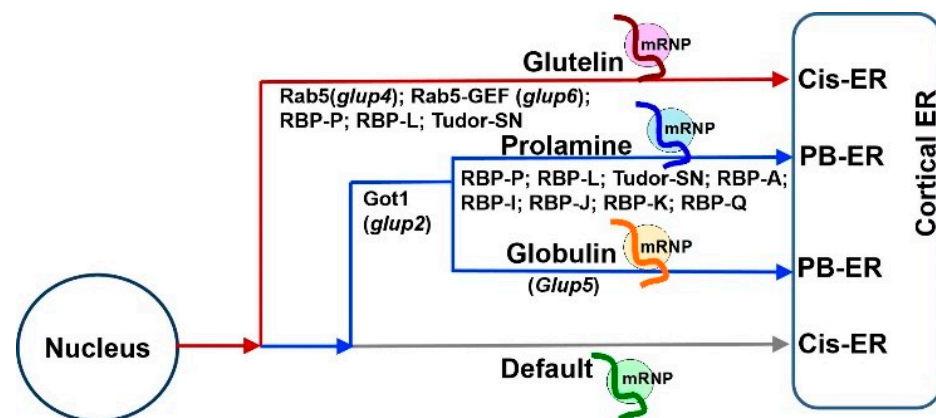 mRNP
Glutelin
Cis-ER
Rab5(glup4); Rab5-GEF (glup6);
RBP-P; RBP-L; Tudor-SN
mRNP
Prolamine
PB-ER
RBP-P; RBP-L; Tudor-SN; RBP-A;
RBP-I; RBP-J; RBP-K; RBP-Q
Got1
(glup2)
mRNP
Globulin
(Glup5)
PB-ER
Nucleus
Cis-ER
Default
mRNP
Cortical ER